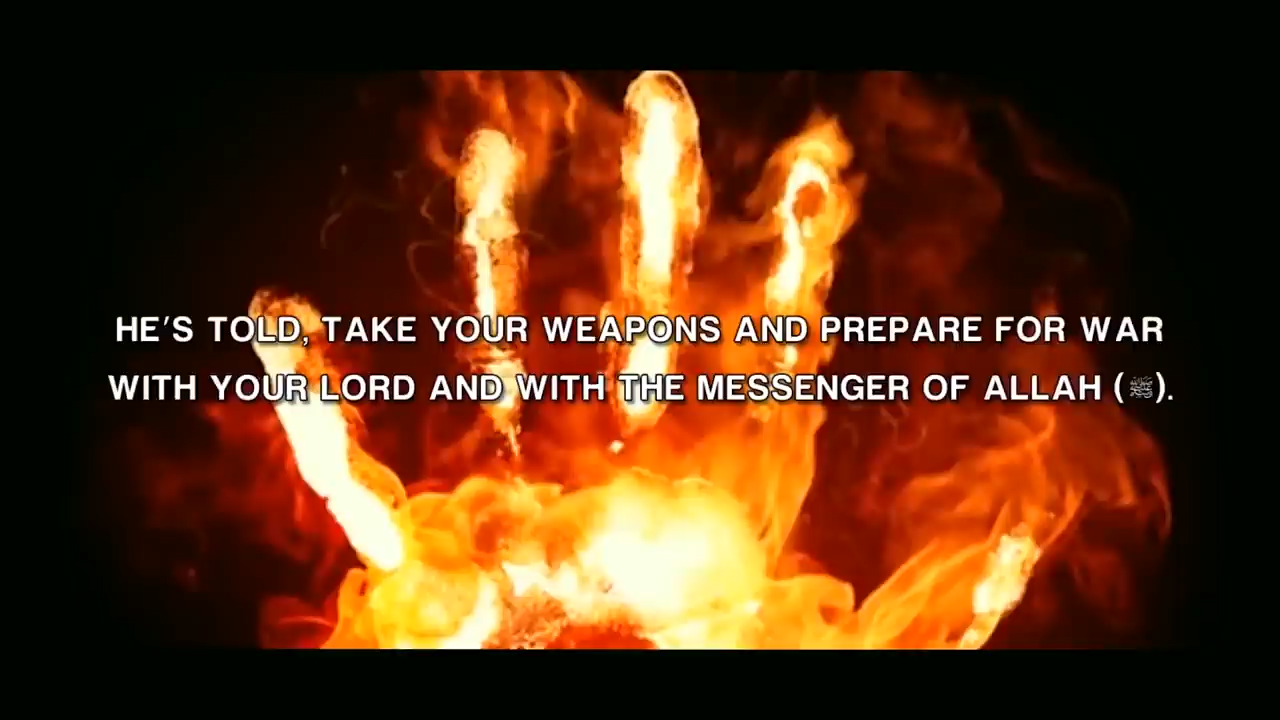 HE'S TOLD, TAKE YOUR WEAPONS AND PREPARE FOR WAR
WITH YOUR LORD AND WITH THE MESSENGER OF ALLAH (ﷺ).